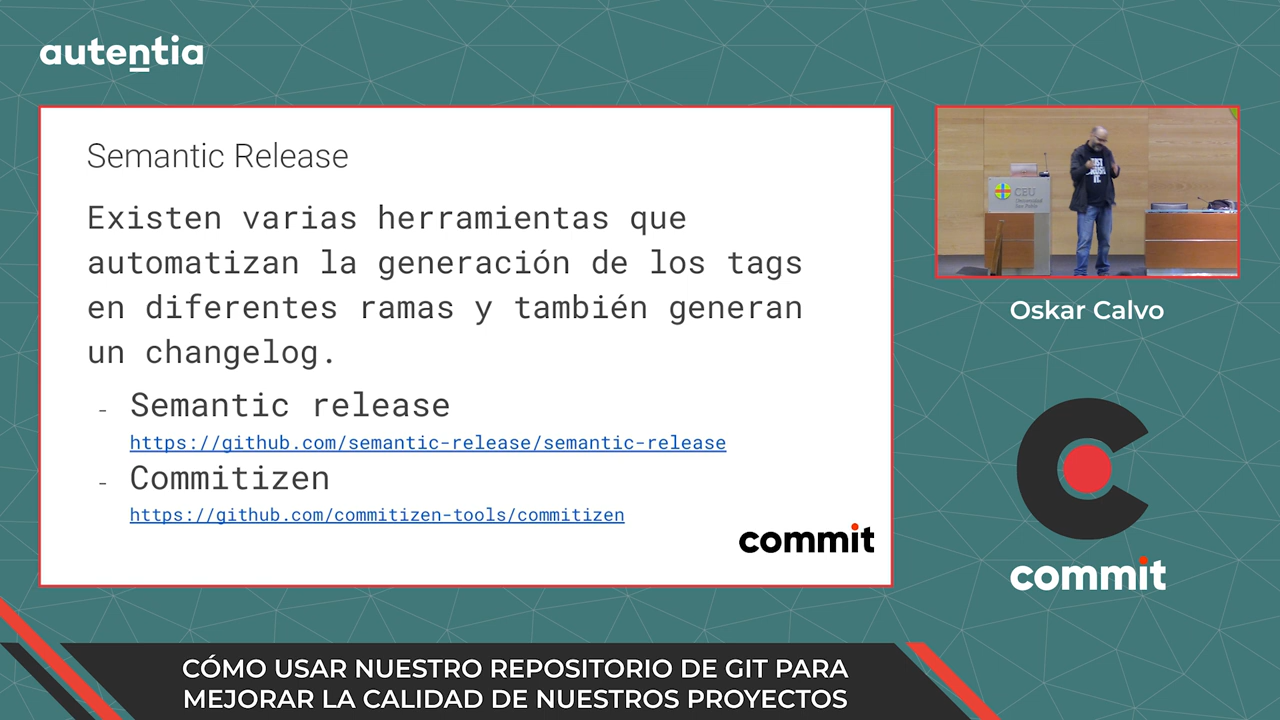 autentia
Semantic Release
Existen varias herramientas que
automatizan la generación de los tags
en diferentes ramas y también generan
un changelog.
- Semantic release
https://github.com/semantic-release/semantic-release
- Commitizen
https://github.com/commitizen-tools/commitizen
commit
CEU
Oskar Calvo
commit
CÓMO USAR NUESTRO REPOSITORIO DE GIT PARA
MEJORAR LA CALIDAD DE NUESTROS PROYECTOS